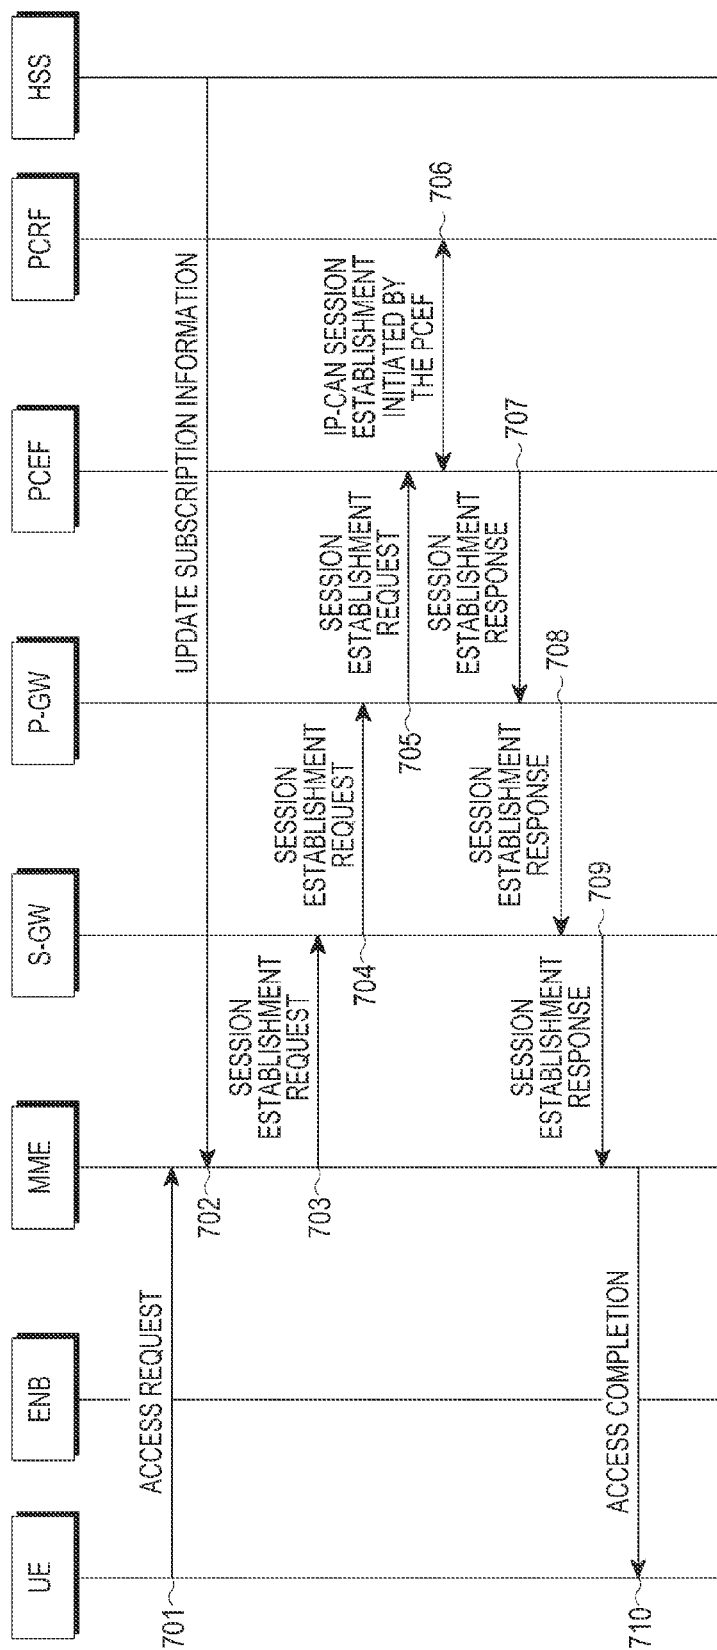 UE
ENB
MME
S-GW
P-GW
PCEF
PCRF
HSS
701
ACCESS REQUEST
702
UPDATE SUBSCRIPTION INFORMATION
703
SESSION
ESTABLISHMENT
REQUEST
704
SESSION
ESTABLISHMENT
REQUEST
705
SESSION
ESTABLISHMENT
REQUEST
IP-CAN SESSION
ESTABLISHMENT
INITIATED BY
THE PCEF
706
SESSION
ESTABLISHMENT
RESPONSE
707
SESSION
ESTABLISHMENT
RESPONSE
708
SESSION
ESTABLISHMENT
RESPONSE
709
710
ACCESS COMPLETION